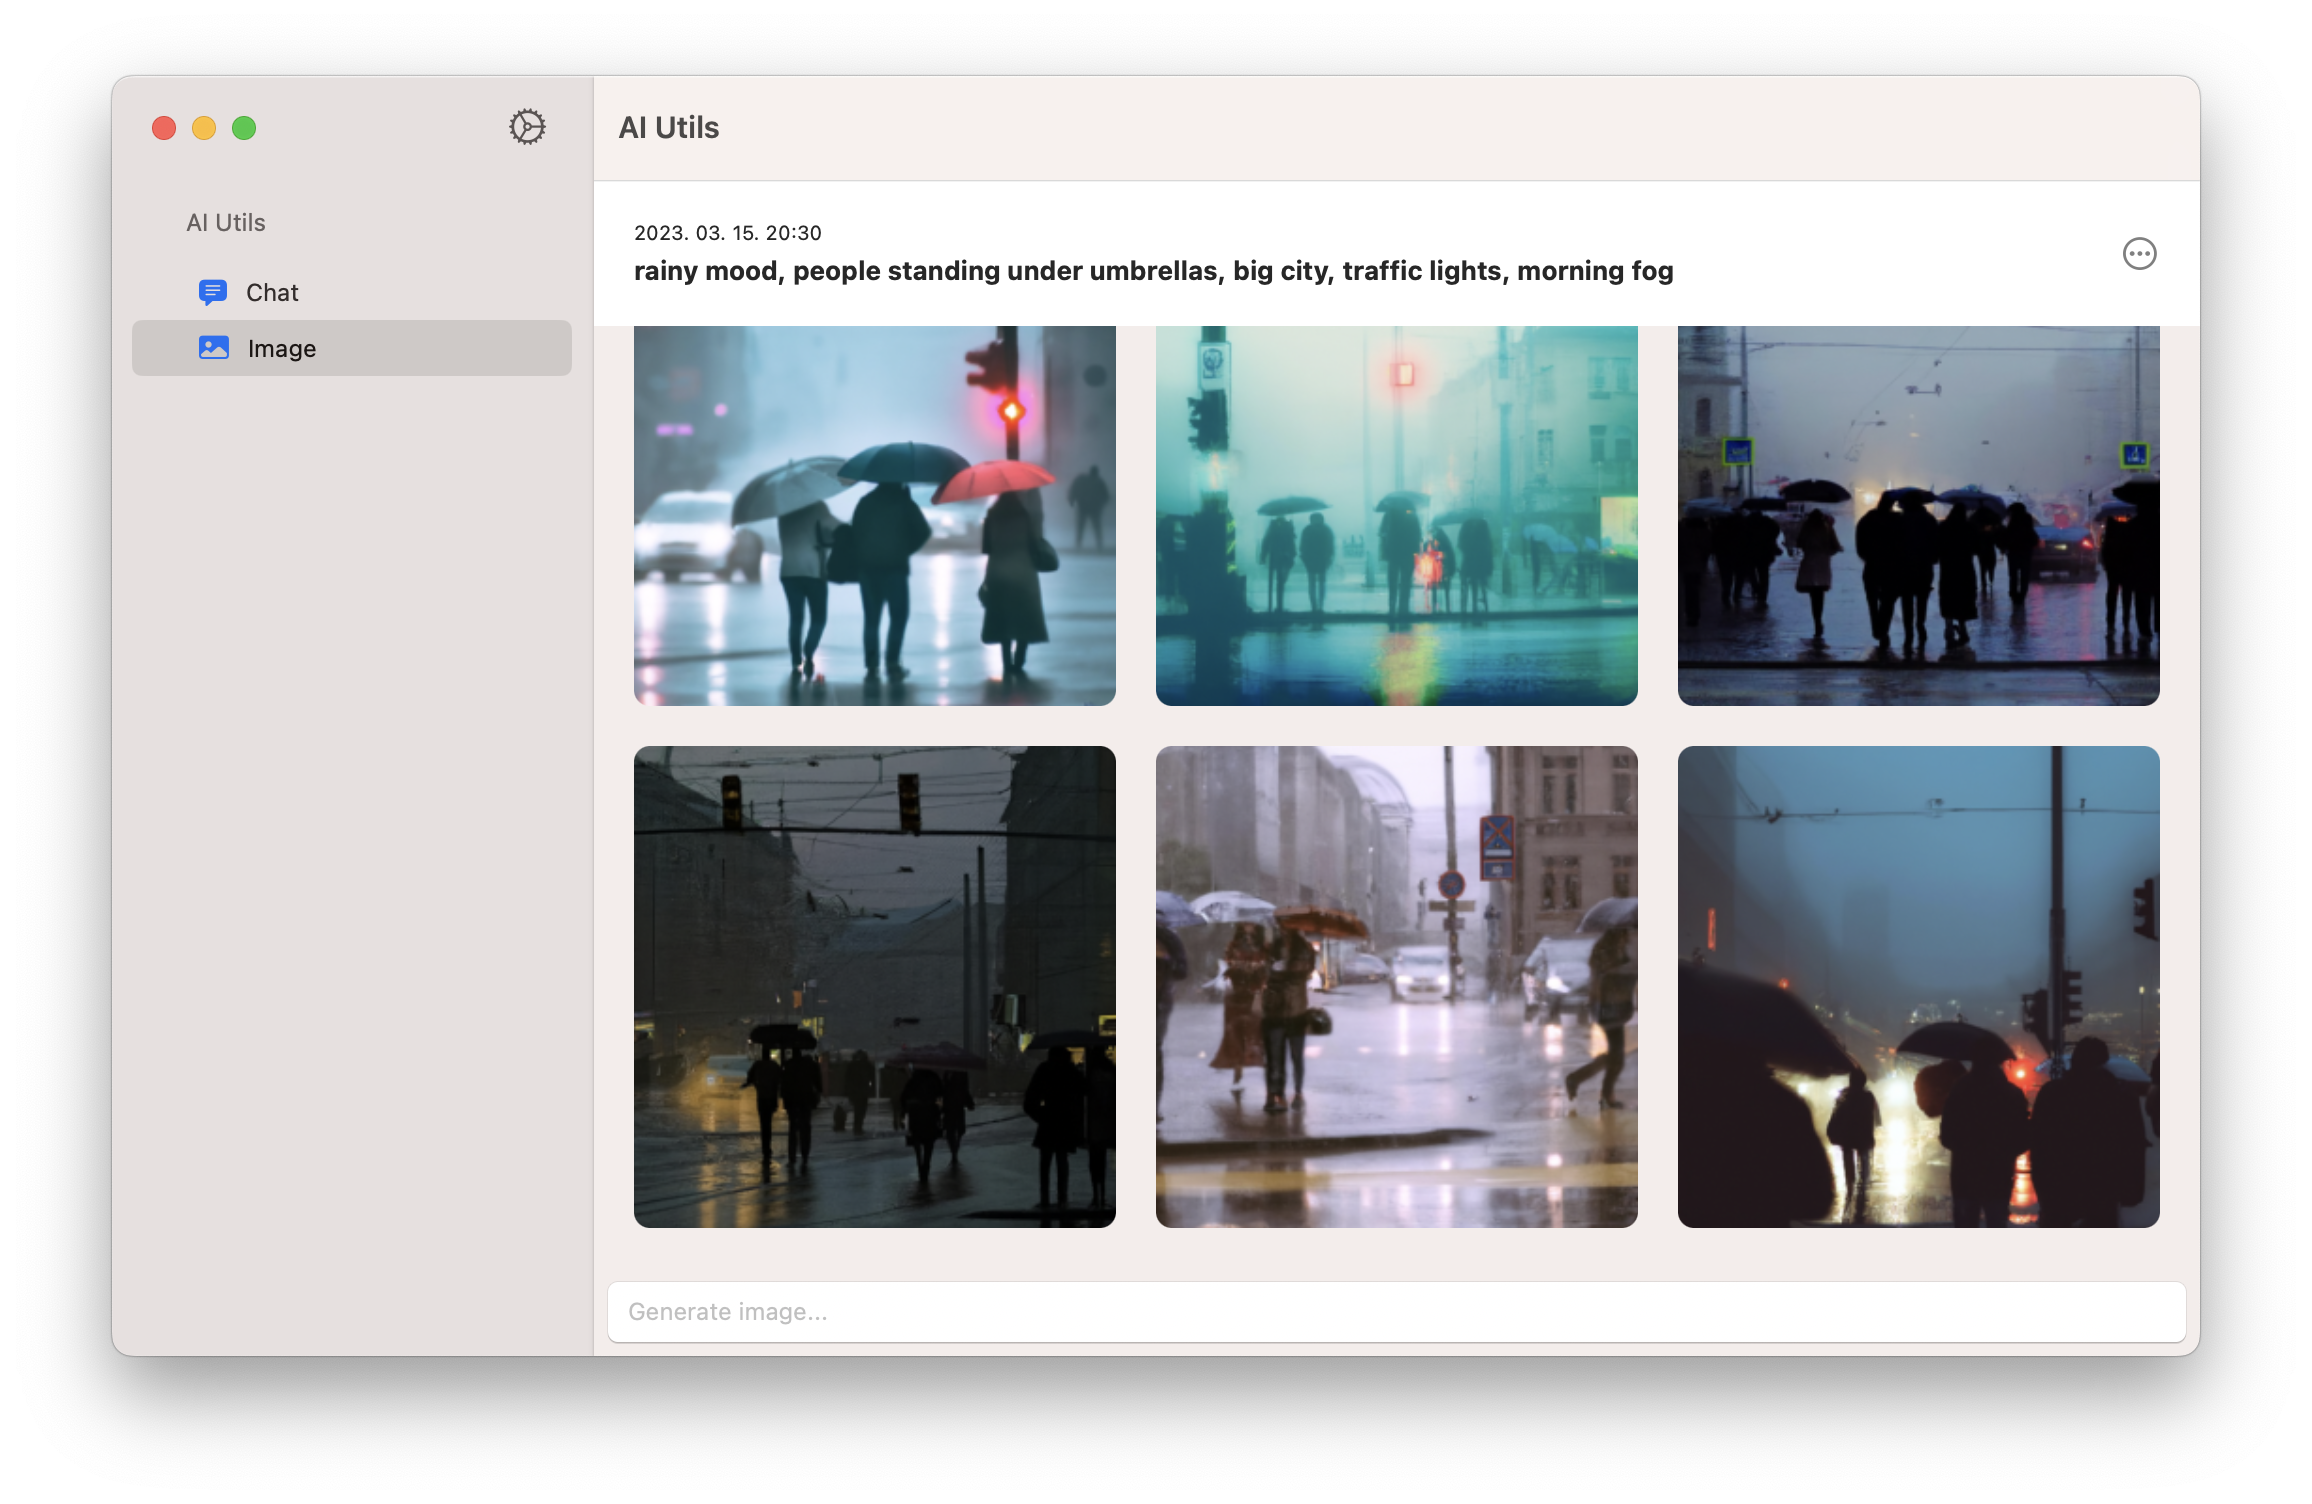 AI Utils
AI Utils
Chat
Image
2023. 03. 15. 20:30
rainy mood, people standing under umbrellas, big city, traffic lights, morning fog
Generate image...